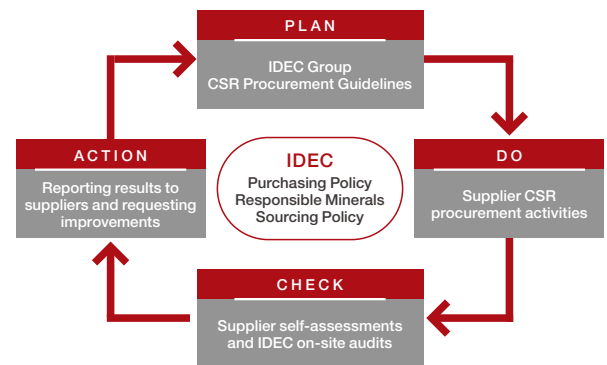 PLAN
IDEC Group
CSR Procurement Guidelines
ACTION
Reporting results to
suppliers and requesting
improvements
IDEC
Purchasing Policy
Responsible Minerals
Sourcing Policy
DO
Supplier CSR
procurement activities
CHECK
Supplier self-assessments
and IDEC on-site audits